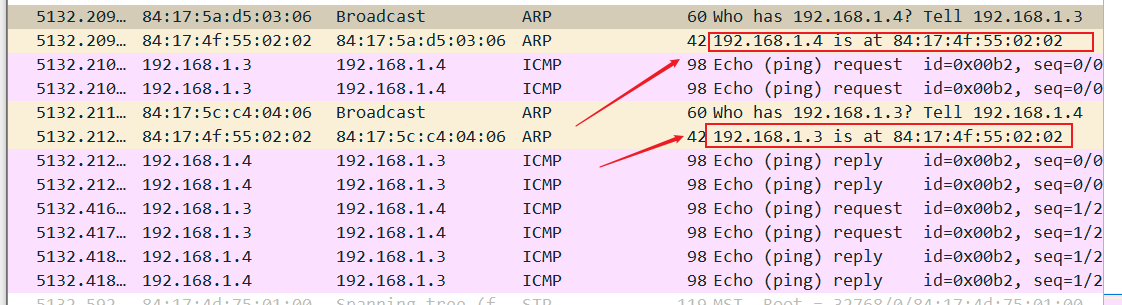 5132.209… 84:17:5a:d5:03:06 Broadcast ARP 60 Who has 192.168.1.4? Tell 192.168.1.3
5132.209… 84:17:4f:55:02:02 84:17:5a:d5:03:06 ARP 42 192.168.1.4 is at 84:17:4f:55:02:02
5132.210… 192.168.1.3 192.168.1.4 ICMP 98 Echo (ping) request id=0x00b2, seq=0/0
5132.210… 192.168.1.3 192.168.1.4 ICMP 98 Echo (ping) request id=0x00b2, seq=0/0
5132.211… 84:17:5c:c4:04:06 Broadcast ARP 60 Who has 192.168.1.3? Tell 192.168.1.4
5132.212… 84:17:4f:55:02:02 84:17:5c:c4:04:06 ARP 42 192.168.1.3 is at 84:17:4f:55:02:02
5132.212… 192.168.1.4 192.168.1.3 ICMP 98 Echo (ping) reply id=0x00b2, seq=0/0
5132.212… 192.168.1.4 192.168.1.3 ICMP 98 Echo (ping) reply id=0x00b2, seq=0/0
5132.416… 192.168.1.3 192.168.1.4 ICMP 98 Echo (ping) request id=0x00b2, seq=1/2
5132.417… 192.168.1.3 192.168.1.4 ICMP 98 Echo (ping) request id=0x00b2, seq=1/2
5132.418… 192.168.1.4 192.168.1.3 ICMP 98 Echo (ping) reply id=0x00b2, seq=1/2
5132.418… 192.168.1.4 192.168.1.3 ICMP 98 Echo (ping) reply id=0x00b2, seq=1/2
5132.592… 84:17:4d:75:01:00 Spanning-tree-(f… STP 119 MST. Root = 32768/0/84:17:4d:75:01:00